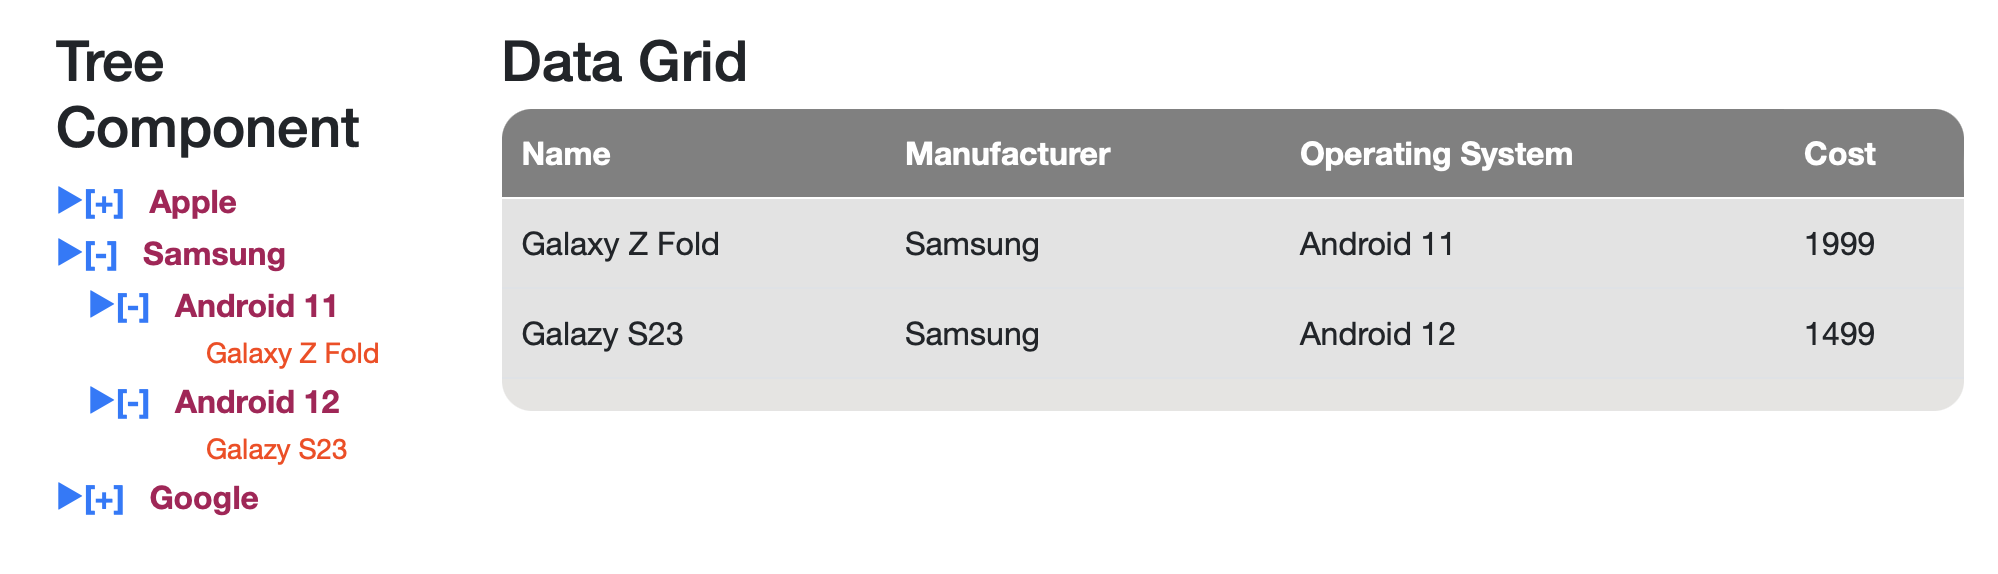 Tree
Component
[+] Apple
[-] Samsung
[-] Android 11
Galaxy Z Fold
[-] Android 12
Galazy S23
[+] Google
Data Grid
Name Manufacturer Operating System Cost
Galaxy Z Fold Samsung Android 11 1999
Galazy S23 Samsung Android 12 1499